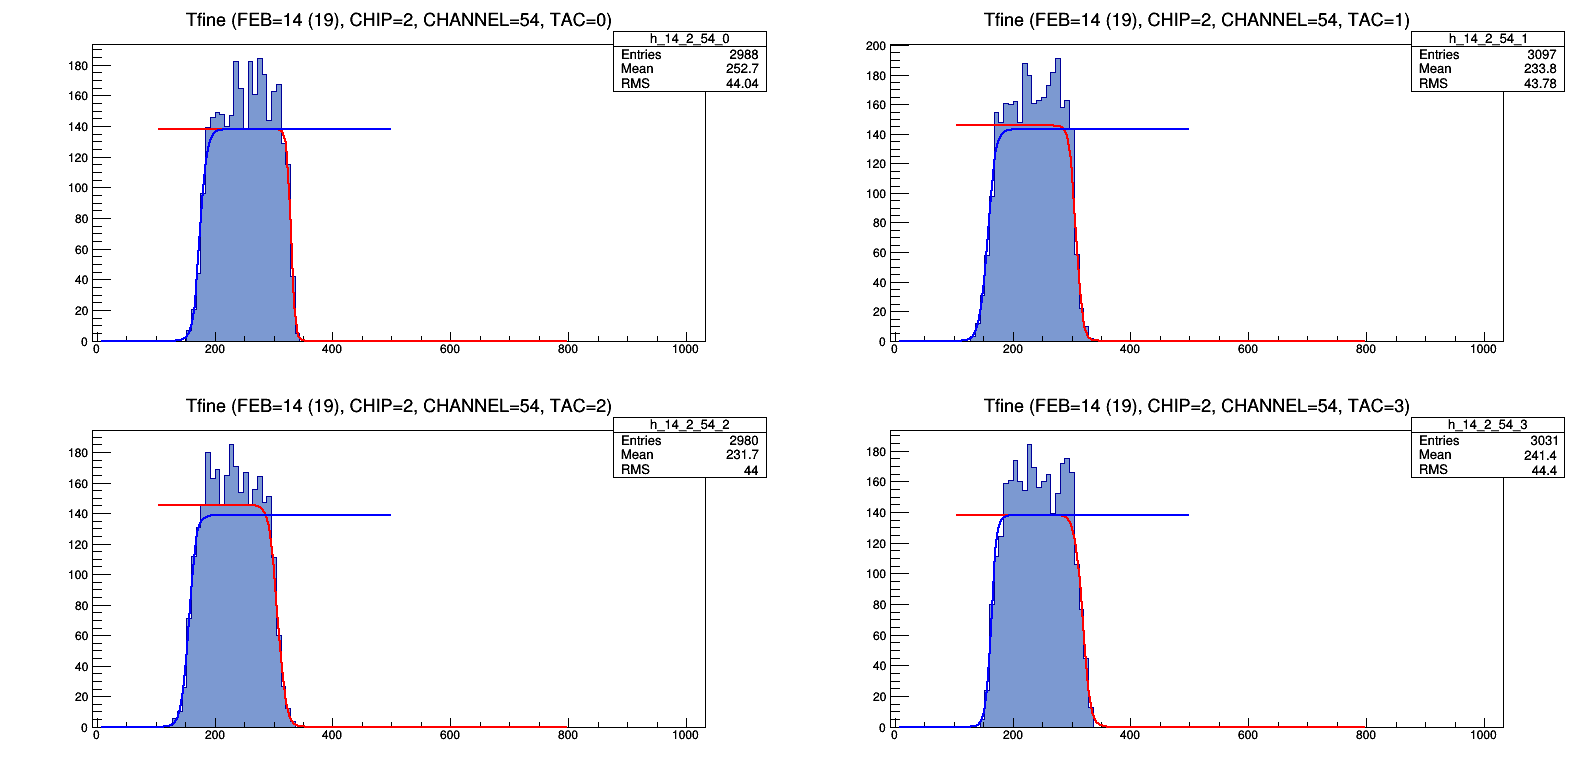 Tfine (FEB=14 (19), CHIP=2, CHANNEL=54, TAC=0)
h_14_2_54_0
Entries 2988
Mean 252.7
RMS 44.04
180
160
140
120
100
80
60
40
20
0
0 200 400 600 800 1000
Tfine (FEB=14 (19), CHIP=2, CHANNEL=54, TAC=1)
h_14_2_54_1
Entries 3097
Mean 233.8
RMS 43.78
200
180
160
140
120
100
80
60
40
20
0
0 200 400 600 800 1000
Tfine (FEB=14 (19), CHIP=2, CHANNEL=54, TAC=2)
h_14_2_54_2
Entries 2980
Mean 231.7
RMS 44
180
160
140
120
100
80
60
40
20
0
0 200 400 600 800 1000
Tfine (FEB=14 (19), CHIP=2, CHANNEL=54, TAC=3)
h_14_2_54_3
Entries 3031
Mean 241.4
RMS 44.4
180
160
140
120
100
80
60
40
20
0
0 200 400 600 800 1000